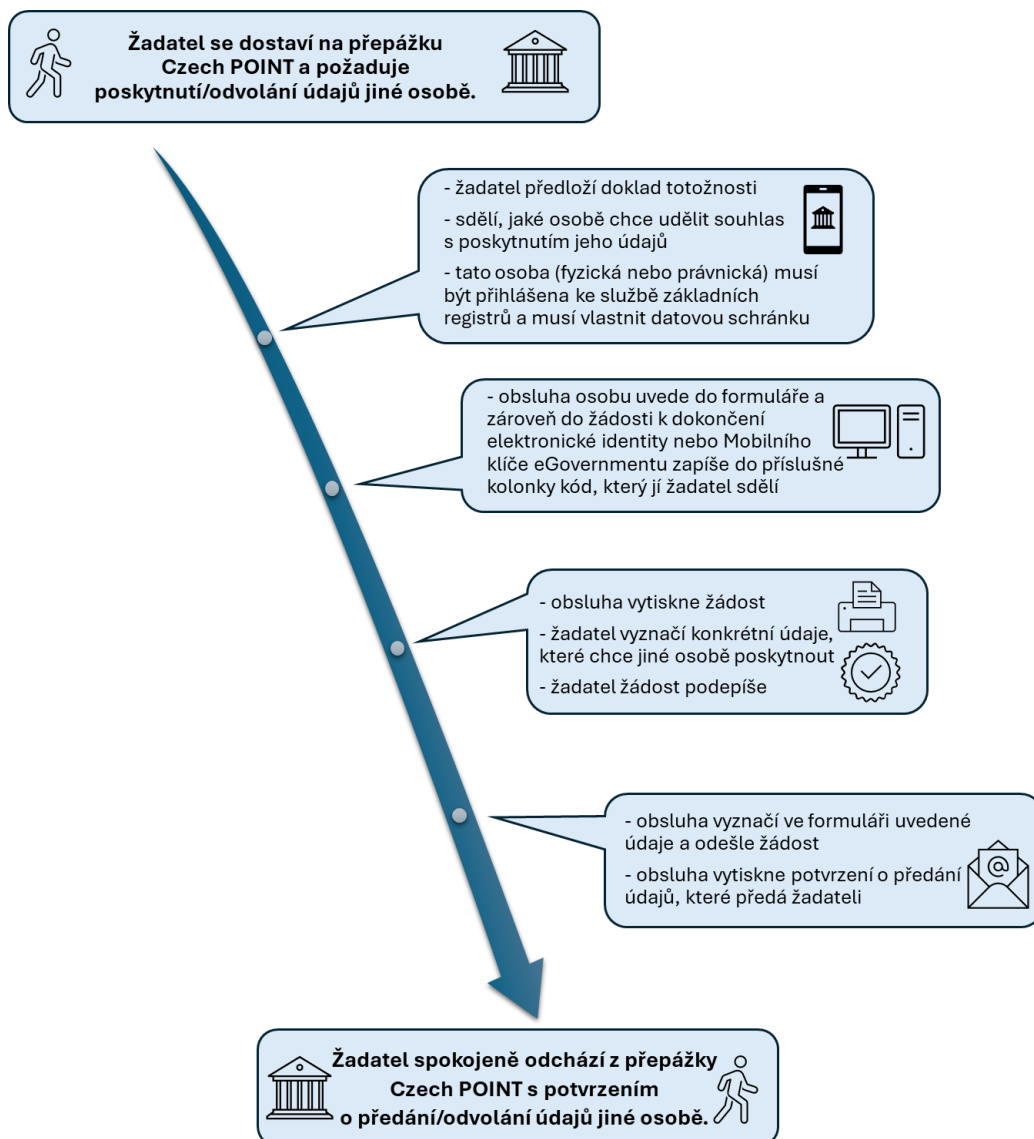 Žadatel se dostaví na přepážku
Czech POINT a požaduje
poskytnutí/odvolání údajů jiné osobě.
- žadatel předloží doklad totožnosti
- sdělí, jaké osobě chce udělit souhlas
s poskytnutím jeho údajů
- tato osoba (fyzická nebo právnická) musí
být přihlášena ke službě základních
registrů a musí vlastnit datovou schránku
- obsluha osobu uvede do formuláře a
zároveň do žádosti k dokončení
elektronické identity nebo Mobilního
klíče eGovernmentu zapíše do příslušné
kolonky kód, který jí žadatel sdělí
- obsluha vytiskne žádost
- žadatel vyznačí konkrétní údaje,
které chce jiné osobě poskytnout
- žadatel žádost podepíše
- obsluha vyznačí ve formuláři uvedené
údaje a odešle žádost
- obsluha vytiskne potvrzení o předání
údajů, které předá žadateli
@
Žadatel spokojeně odchází z přepážky
Czech POINT s potvrzením
o předání/odvolání údajů jiné osobě.